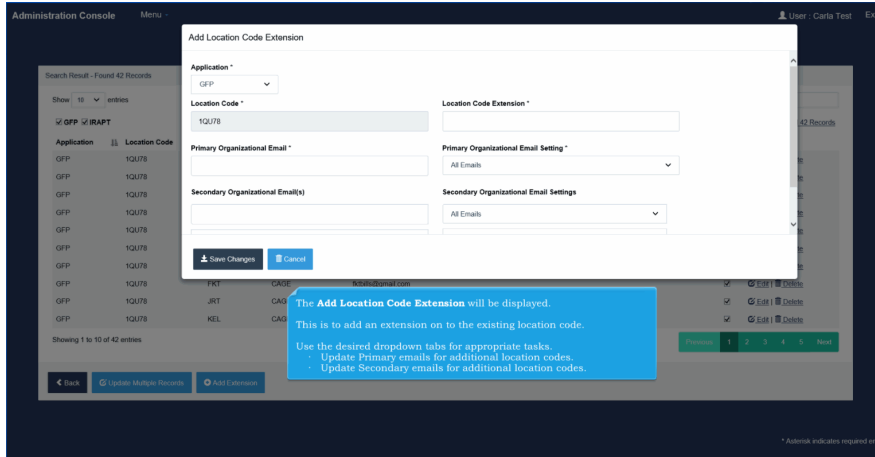 Administration Console Menu User : Carla Test Ex
Add Location Code Extension
Application *
GFP
Location Code * Location Code Extension *
1QU78
Primary Organizational Email * Primary Organizational Email Setting *
All Emails
Secondary Organizational Email(s) Secondary Organizational Email Settings
All Emails
Save Changes Cancel
Search Result - Found 42 Records
Show 10 entries
GFP IRAPT 42 Records
Application Location Code
GFP 1QU78
GFP 1QU78
GFP 1QU78
GFP 1QU78
GFP 1QU78
GFP 1QU78
GFP 1QU78
GFP 1QU78 FKT CAGE fktbills@gmail.com Edit | Delete
GFP 1QU78 JRT CAG Edit | Delete
GFP 1QU78 KEL CAG Edit | Delete
The Add Location Code Extension will be displayed.
This is to add an extension on to the existing location code.
Use the desired dropdown tabs for appropriate tasks.
· Update Primary emails for additional location codes.
· Update Secondary emails for additional location codes.
Showing 1 to 10 of 42 entries Previous 1 2 3 4 5 Next
Back Update Multiple Records Add Extension
* Asterisk indicates required en